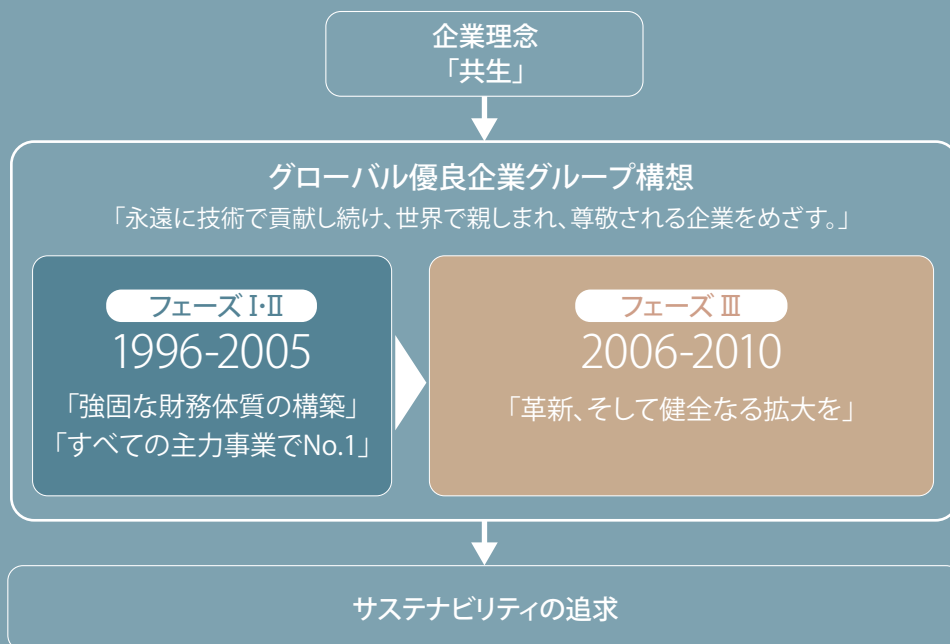 企業理念
「共生」
グローバル優良企業グループ構想
「永遠に技術で貢献し続け、世界で親しまれ、尊敬される企業をめざす。」
フェーズ Ⅰ・Ⅱ
1996-2005
「強固な財務体質の構築」
「すべての主力事業でNo.1」
フェーズ Ⅲ
2006-2010
「革新、そして健全なる拡大を」
サステナビリティの追求